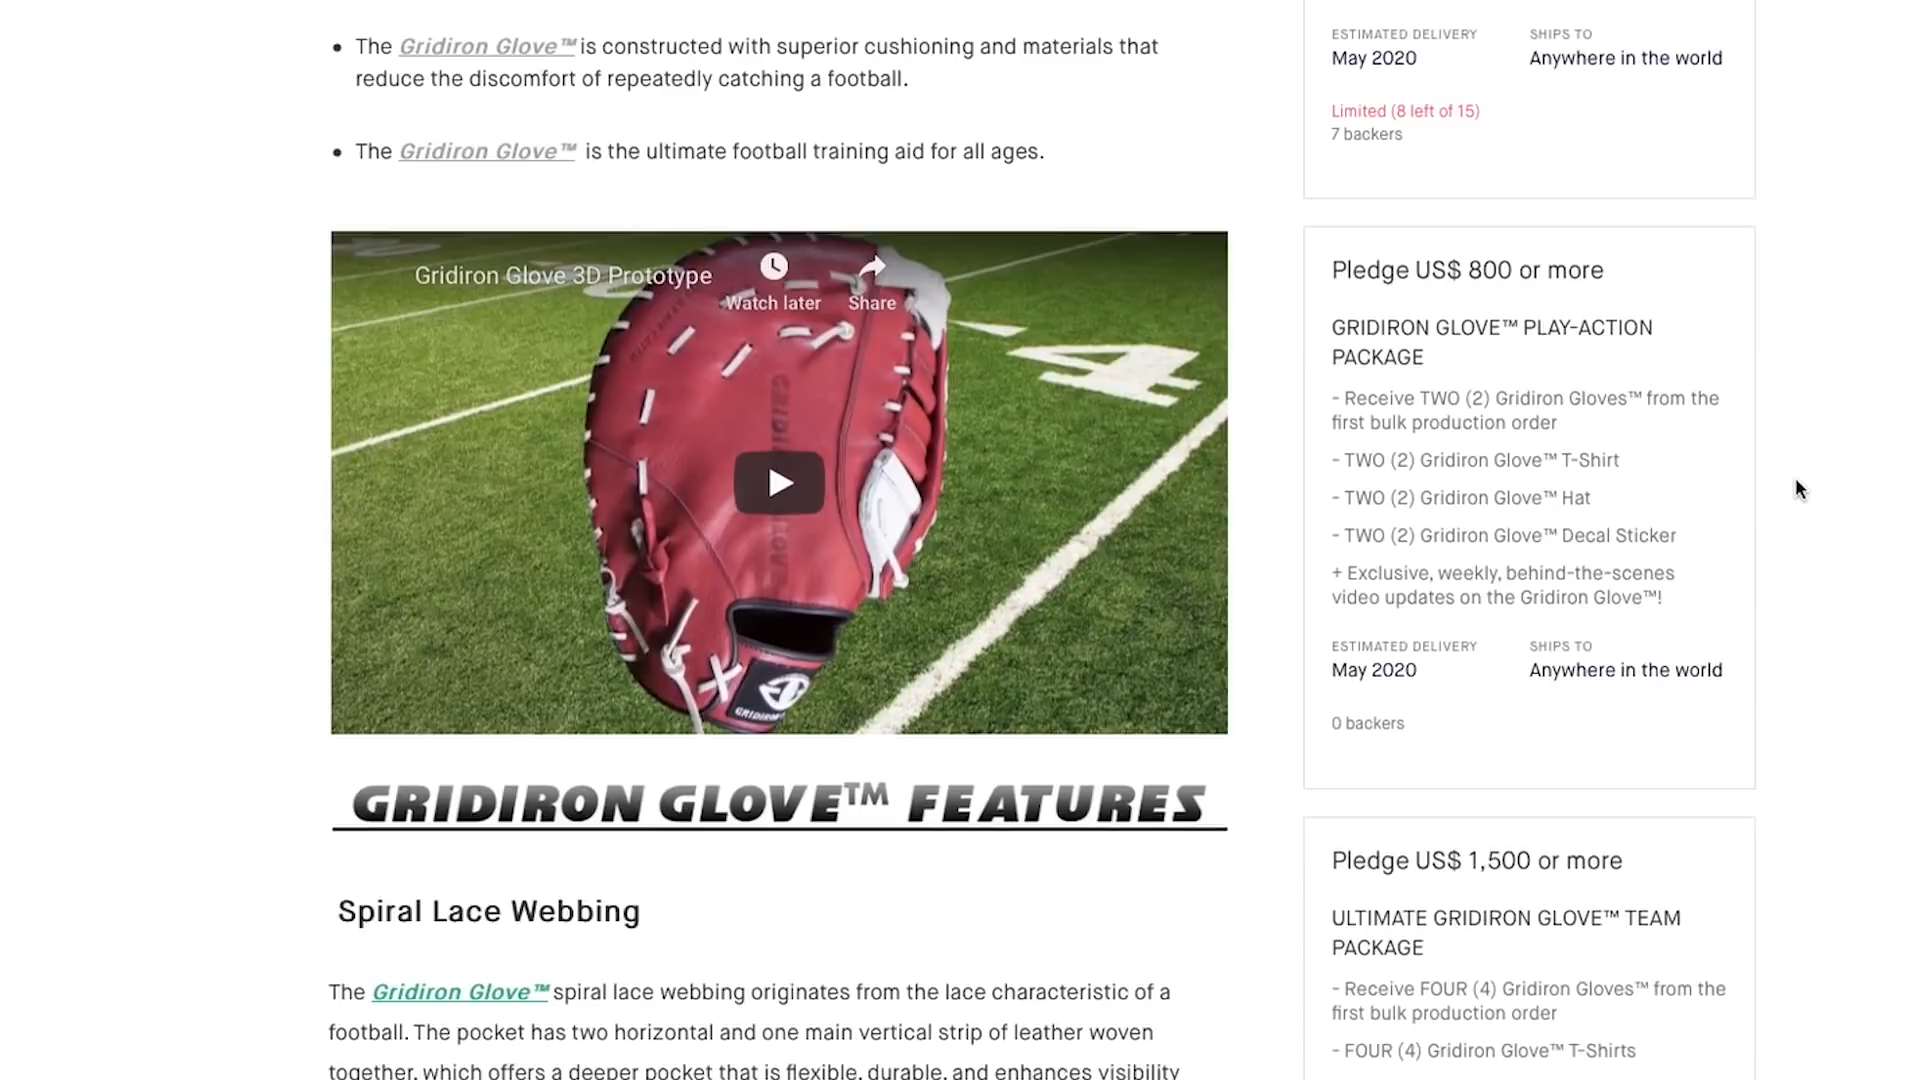 The Gridiron Glove™ is constructed with superior cushioning and materials that
reduce the discomfort of repeatedly catching a football.
The Gridiron Glove™ is the ultimate football training aid for all ages.
Gridiron Glove 3D Prototype
Watch later
Share
4
GRIDIRON
GRIDIRON GLOVE™ FEATURES
Spiral Lace Webbing
The Gridiron Glove™ spiral lace webbing originates from the lace characteristic of a
football. The pocket has two horizontal and one main vertical strip of leather woven
together, which offers a deeper pocket that is flexible, durable, and enhances visibility
ESTIMATED DELIVERY
May 2020
SHIPS TO
Anywhere in the world
Limited (8 left of 15)
7 backers
Pledge US$ 800 or more
GRIDIRON GLOVE™ PLAY-ACTION
PACKAGE
- Receive TWO (2) Gridiron Gloves™ from the
first bulk production order
- TWO (2) Gridiron Glove™ T-Shirt
- TWO (2) Gridiron Glove™ Hat
- TWO (2) Gridiron Glove™ Decal Sticker
+ Exclusive, weekly, behind-the-scenes
video updates on the Gridiron Glove™!
ESTIMATED DELIVERY
May 2020
SHIPS TO
Anywhere in the world
0 backers
Pledge US$ 1,500 or more
ULTIMATE GRIDIRON GLOVE™ TEAM
PACKAGE
- Receive FOUR (4) Gridiron Gloves™ from the
first bulk production order
- FOUR (4) Gridiron Glove™ T-Shirts